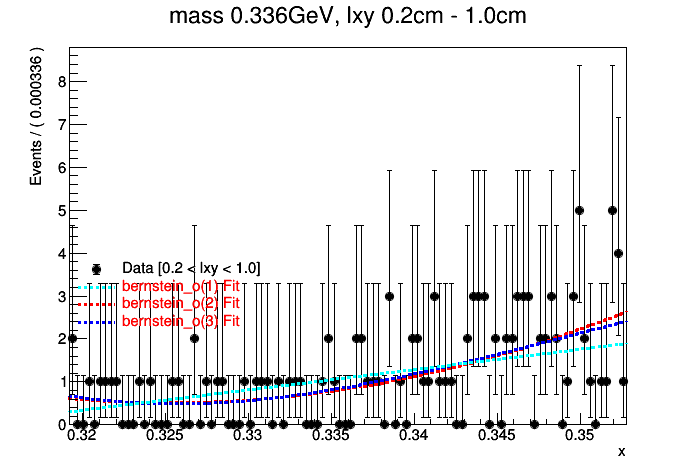 mass 0.336GeV, lxy 0.2cm - 1.0cm
Events / ( 0.000336 )
8
7
6
5
4
3
2
1
0
Data [0.2 < lxy < 1.0]
bernstein_o(1) Fit
bernstein_o(2) Fit
bernstein_o(3) Fit
0.32 0.325 0.33 0.335 0.34 0.345 0.35
x